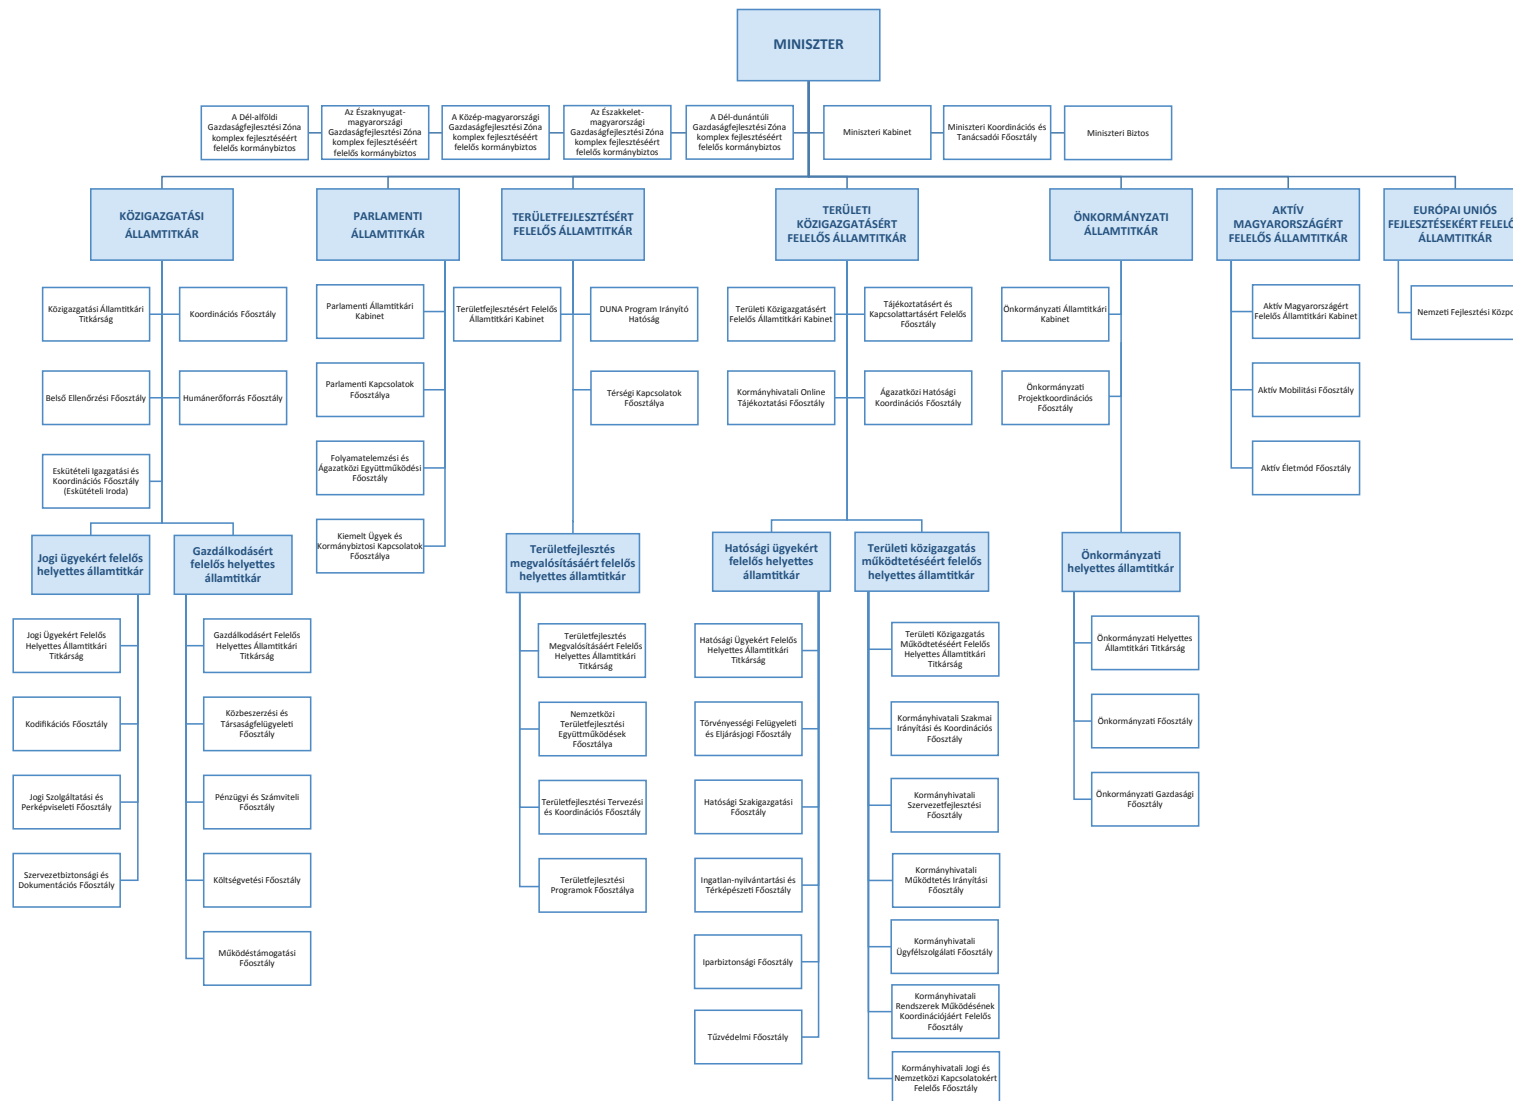 MINISZTER
A Dél-alföldi
Gazdaságfejlesztési Zóna
komplex fejlesztéséért
felelős kormánybiztos
Az Északnyugat-
magyarországi
Gazdaságfejlesztési Zóna
komplex fejlesztéséért
felelős kormánybiztos
A Közép-magyarországi
Gazdaságfejlesztési Zóna
komplex fejlesztéséért
felelős kormánybiztos
Az Északkelet-
magyarországi
Gazdaságfejlesztési Zóna
komplex fejlesztéséért
felelős kormánybiztos
A Dél-dunántúli
Gazdaságfejlesztési Zóna
komplex fejlesztéséért
felelős kormánybiztos
Miniszteri Kabinet
Miniszteri Koordinációs és
Tanácsadói Főosztály
Miniszteri Biztos
KÖZIGAZGATÁSI
ÁLLAMTITKÁR
PARLAMENTI
ÁLLAMTITKÁR
TERÜLETFEJLESZTÉSÉRT
FELELŐS ÁLLAMTITKÁR
TERÜLETI
KÖZIGAZGATÁSÉRT
FELELŐS ÁLLAMTITKÁR
ÖNKORMÁNYZATI
ÁLLAMTITKÁR
AKTÍV
MAGYARORSZÁGÉRT
FELELŐS ÁLLAMTITKÁR
EURÓPAI UNIÓS
FEJLESZTÉSEKÉRT
ÁLLAMTITKÁR
Közigazgatási Államtitkári
Titkárság
Koordinációs Főosztály
Belső Ellenőrzési Főosztály
Humánerőforrás Főosztály
Eskütételi Igazgatási és
Koordinációs Főosztály
(Eskütételi Iroda)
Parlamenti Államtitkári
Kabinet
Parlamenti Kapcsolatok
Főosztálya
Folyamatelemzési és
Ágazatközi Együttműködési
Főosztály
Kiemelt Ügyek és
Kormánybiztosi Kapcsolatok
Főosztálya
Területfejlesztésért Felelős
Államtitkári Kabinet
DUNA Program Irányító
Hatóság
Térségi Kapcsolatok
Főosztálya
Területi Közigazgatásért
Felelős Államtitkári Kabinet
Tájékoztatásért és
Kapcsolattartásért Felelős
Főosztály
Kormányhivatali Online
Tájékoztatási Főosztály
Ágazatközi Hatósági
Koordinációs Főosztály
Önkormányzati Államtitkári
Kabinet
Önkormányzati
Projektkoordinációs
Főosztály
Aktív Magyarországért
Felelős Államtitkári Kabinet
Aktív Mobilitási Főosztály
Aktív Életmód Főosztály
Nemzeti Fejlesztési
Jogi ügyekért felelős
helyettes államtitkár
Gazdálkodásért
felelős helyettes
államtitkár
Területfejlesztés
megvalósításáért felelős
helyettes államtitkár
Hatósági ügyekért
felelős helyettes
államtitkár
Területi közigazgatás
működtetéséért felelős
helyettes államtitkár
Önkormányzati
helyettes államtitkár
Jogi Ügyekért Felelős
Helyettes Államtitkári
Titkárság
Kodifikációs Főosztály
Jogi Szolgáltatási és
Perképviseleti Főosztály
Szervezetbiztonsági és
Dokumentációs Főosztály
Gazdálkodásért Felelős
Helyettes Államtitkári
Titkárság
Közbeszerzési és
Társaságfelügyeleti
Főosztály
Pénzügyi és Számviteli
Főosztály
Költségvetési Főosztály
Működéstámogatási
Főosztály
Területfejlesztés
Megvalósításáért Felelős
Helyettes Államtitkári
Titkárság
Nemzetközi
Területfejlesztési
Együttműködések
Főosztálya
Területfejlesztési Tervezési
és Koordinációs Főosztály
Területfejlesztési
Programok Főosztálya
Hatósági Ügyekért Felelős
Helyettes Államtitkári
Titkárság
Törvényességi Felügyeleti
és Eljárásjogi Főosztály
Hatósági Szakigazgatási
Főosztály
Ingatlan-nyilvántartási és
Térképészeti Főosztály
Iparbiztonsági Főosztály
Tűzvédelmi Főosztály
Területi Közigazgatás
Működtetéséért Felelős
Helyettes Államtitkári
Titkárság
Kormányhivatali Szakmai
Irányítási és Koordinációs
Főosztály
Kormányhivatali
Szervezetfejlesztési
Főosztály
Kormányhivatali
Működtetés Irányítási
Főosztály
Kormányhivatali
Ügyfélszolgálati Főosztály
Kormányhivatali
Rendszerek Működésének
Koordinációjáért Felelős
Főosztály
Kormányhivatali Jogi és
Nemzetközi Kapcsolatokért
Felelős Főosztály
Önkormányzati Helyettes
Államtitkári Titkárság
Önkormányzati Főosztály
Önkormányzati Gazdasági
Főosztály